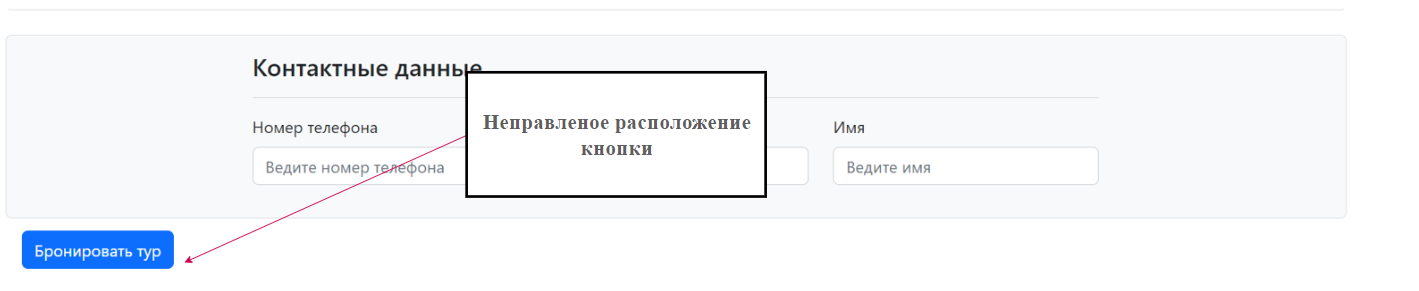 Контактные данные
Неправленое расположение
кнопки
Номер телефона
Имя
Ведите номер телефона
Ведите имя
Бронировать тур